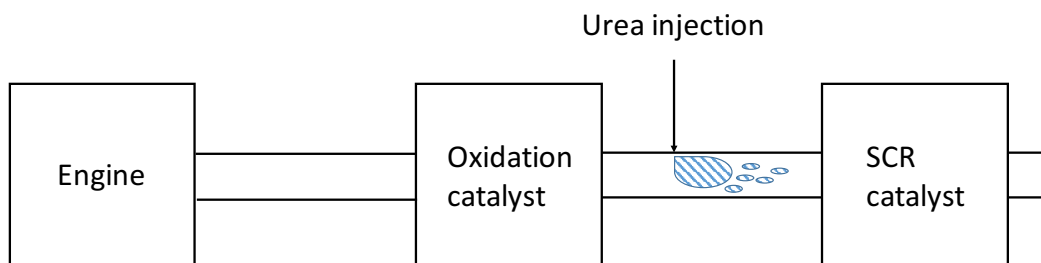 Urea injection
Engine
Oxidation
catalyst
SCR
catalyst